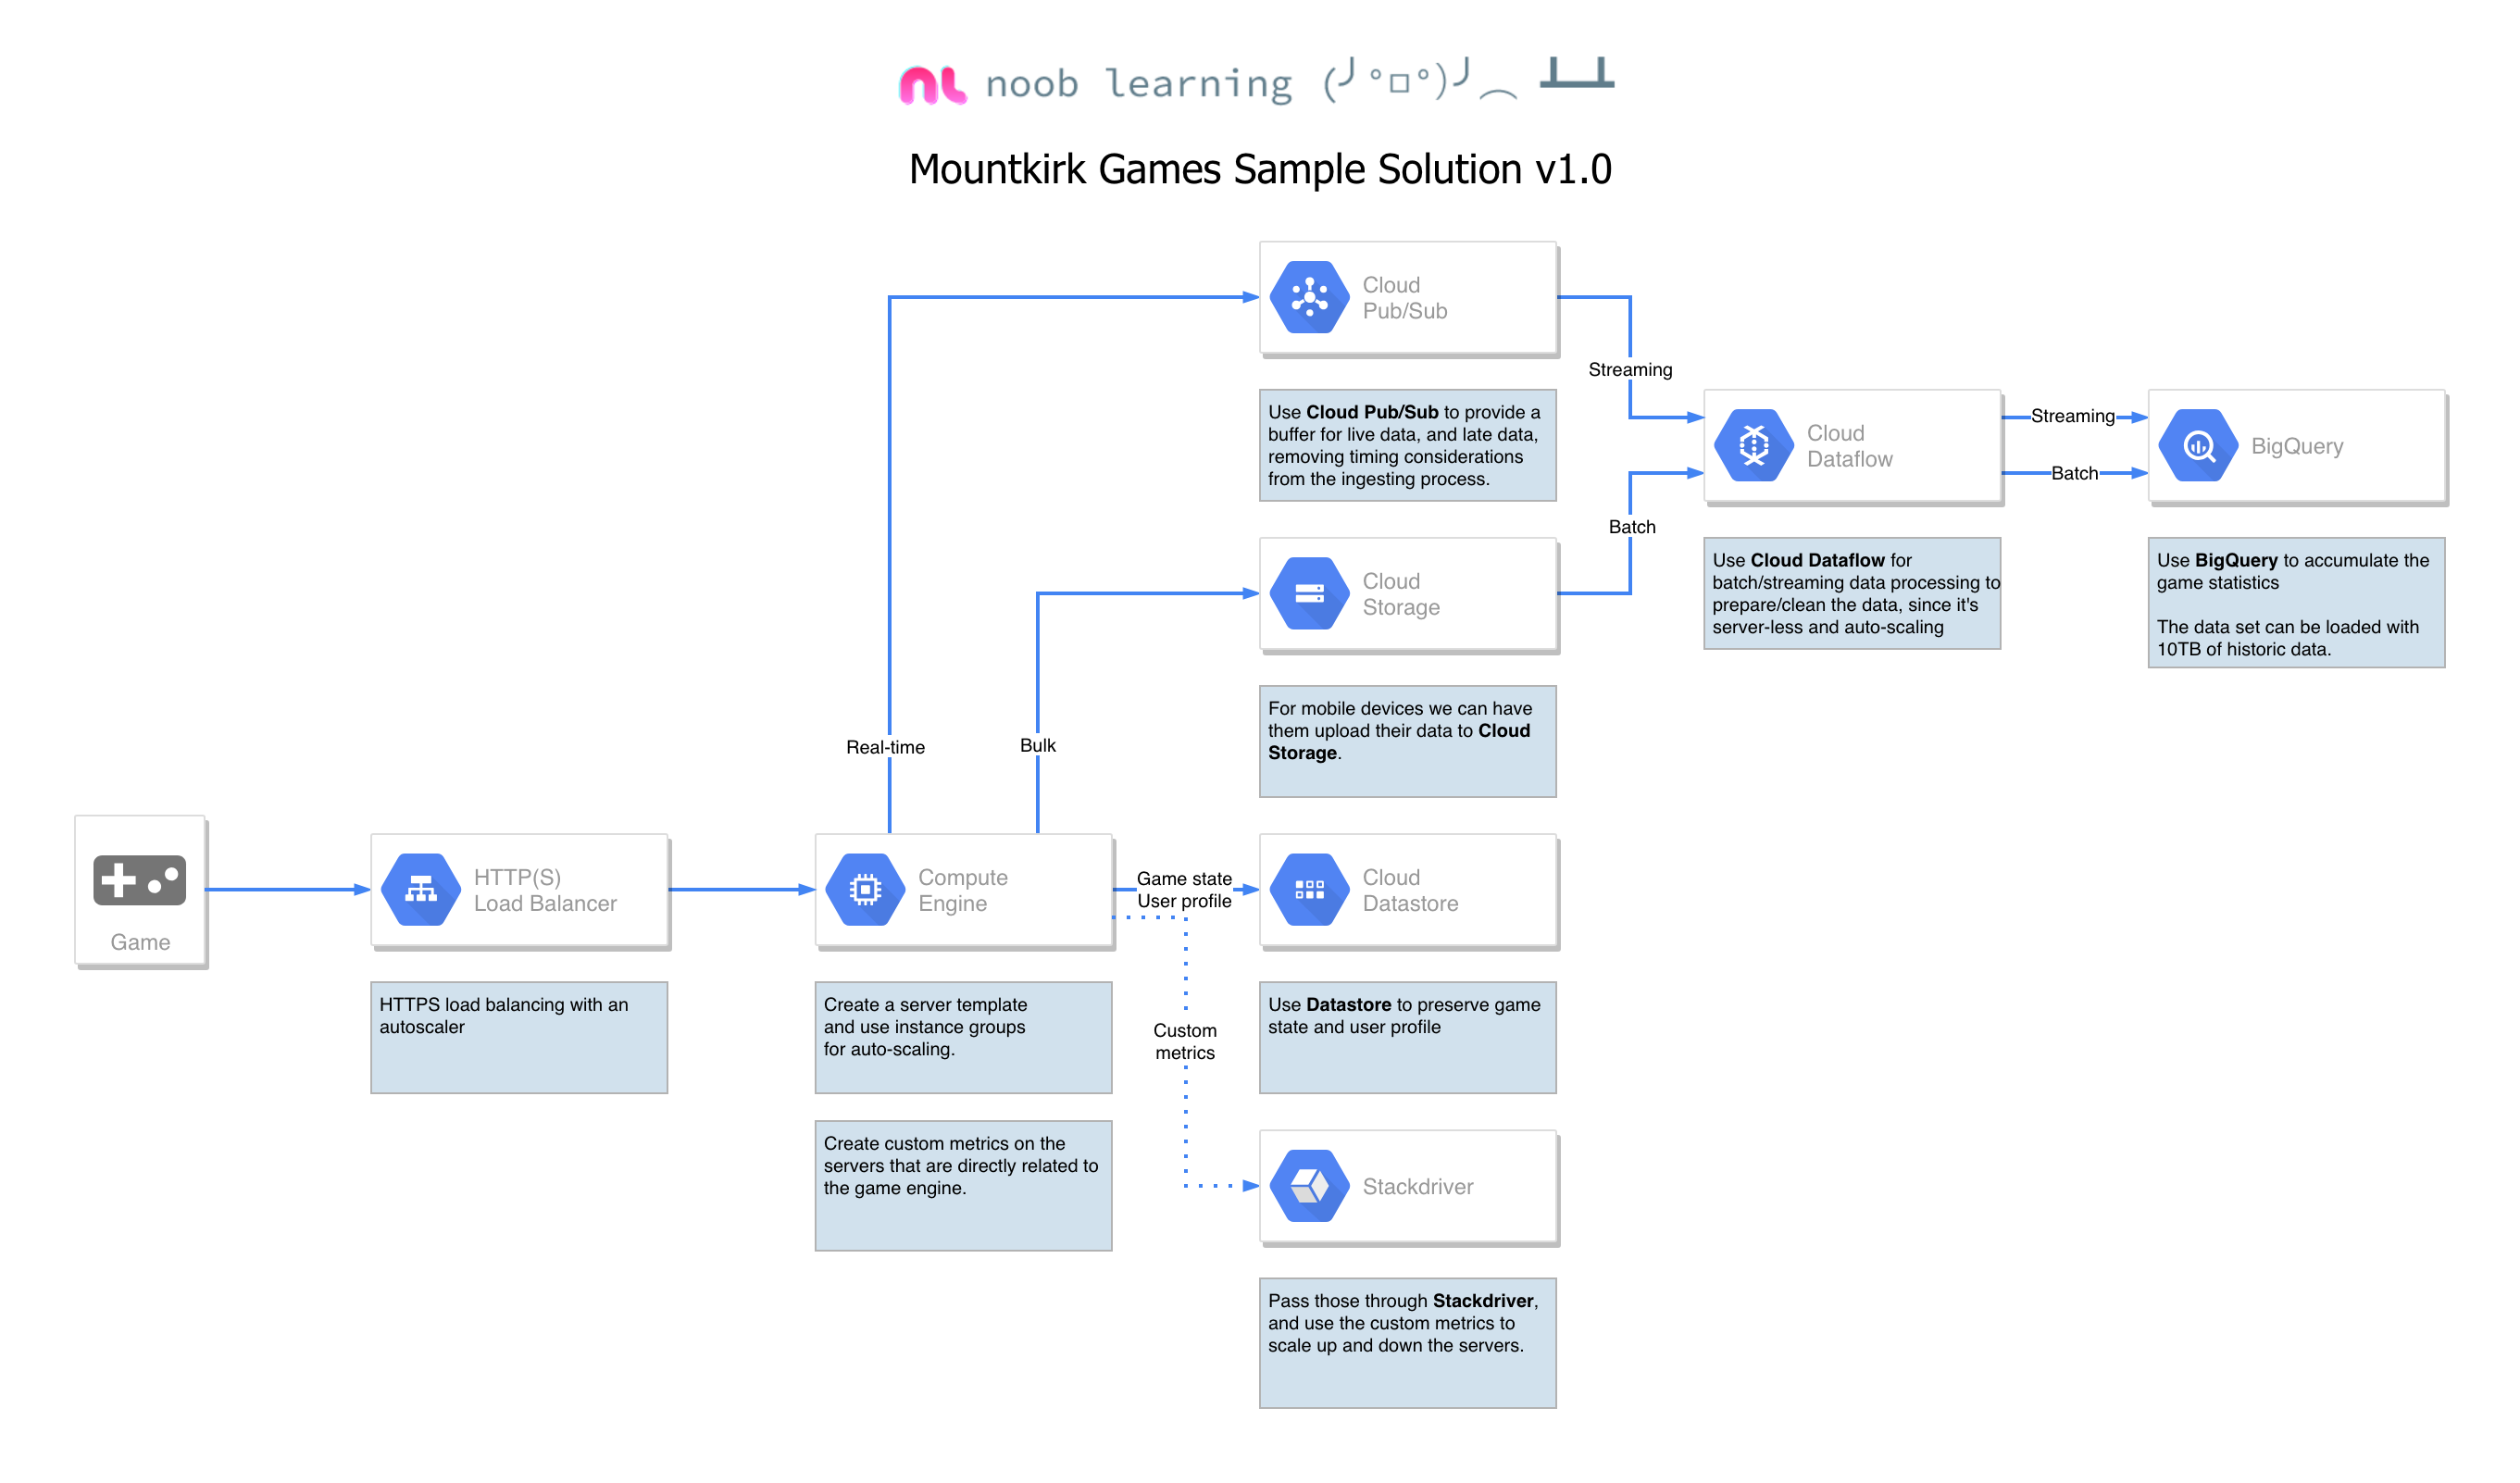 nL noob learning (╯°□°)╯︵ ┻━┻
Mountkirk Games Sample Solution v1.0
Cloud
Pub/Sub
Streaming
Use Cloud Pub/Sub to provide a
buffer for live data, and late data,
removing timing considerations
from the ingesting process.
Cloud
Dataflow
Streaming
Batch
BigQuery
Batch
Cloud
Storage
Use Cloud Dataflow for
batch/streaming data processing to
prepare/clean the data, since it's
server-less and auto-scaling
Use BigQuery to accumulate the
game statistics
The data set can be loaded with
10TB of historic data.
For mobile devices we can have
them upload their data to Cloud
Storage.
Real-time
Bulk
Game
HTTP(S)
Load Balancer
Compute
Engine
Game state
User profile
Cloud
Datastore
HTTPS load balancing with an
autoscaler
Create a server template
and use instance groups
for auto-scaling.
Custom
metrics
Use Datastore to preserve game
state and user profile
Create custom metrics on the
servers that are directly related to
the game engine.
Stackdriver
Pass those through Stackdriver,
and use the custom metrics to
scale up and down the servers.